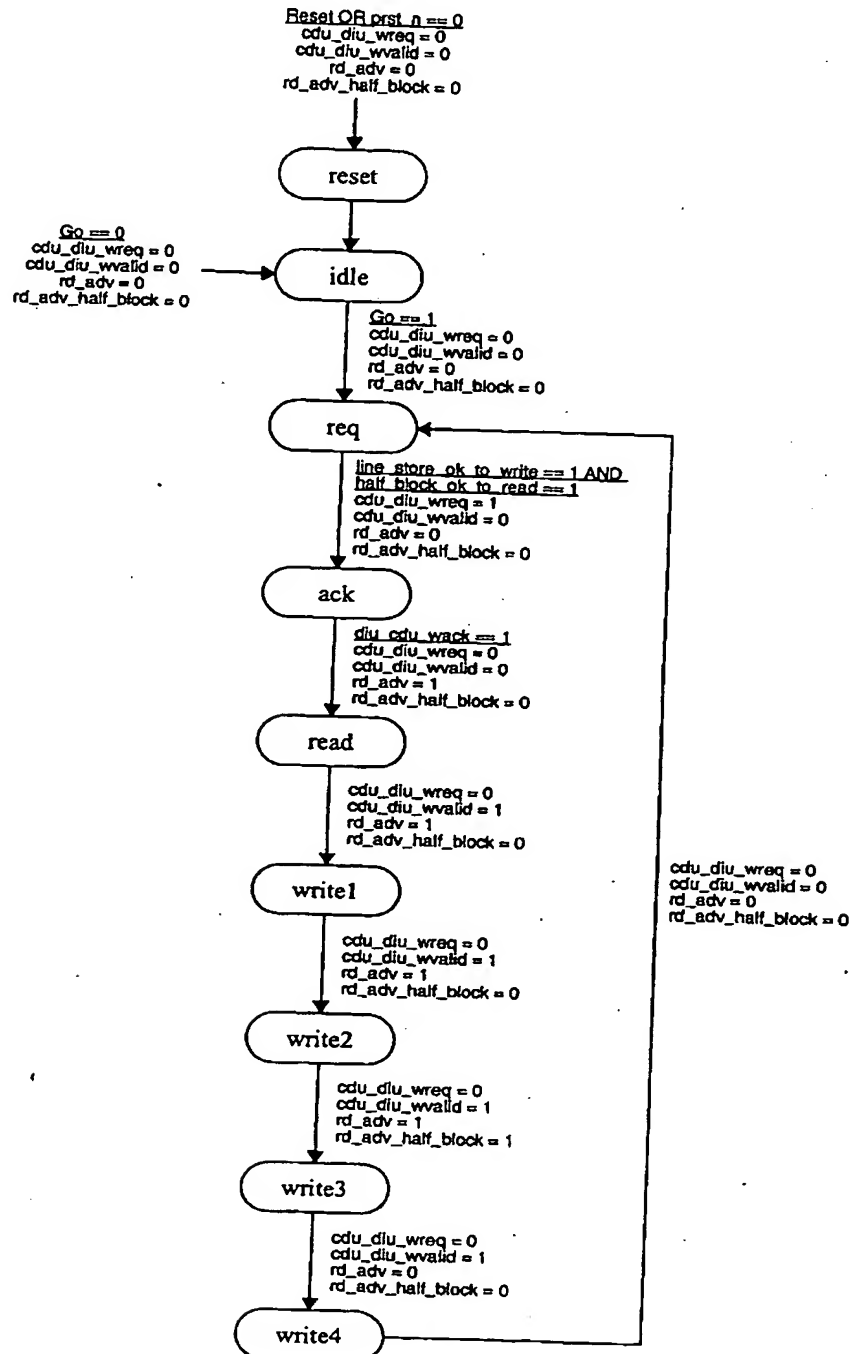 Reset OR prst_n == 0
cdu_diu_wreq = 0
cdu_diu_wvalid = 0
rd_adv = 0
rd_adv_half_block = 0
reset
Go == 0
cdu_diu_wreq = 0
cdu_diu_wvalid = 0
rd_adv = 0
rd_adv_half_block = 0
idle
Go == 1
cdu_diu_wreq = 0
cdu_diu_wvalid = 0
rd_adv = 0
rd_adv_half_block = 0
req
line_store_ok_to_write == 1 AND
half_block_ok_to_read == 1
cdu_diu_wreq = 1
cdu_diu_wvalid = 0
rd_adv = 0
rd_adv_half_block = 0
ack
diu_cdu_wack == 1
cdu_diu_wreq = 0
cdu_diu_wvalid = 0
rd_adv = 1
rd_adv_half_block = 0
read
cdu_diu_wreq = 0
cdu_diu_wvalid = 1
rd_adv = 1
rd_adv_half_block = 0
write1
cdu_diu_wreq = 0
cdu_diu_wvalid = 1
rd_adv = 1
rd_adv_half_block = 0
write2
cdu_diu_wreq = 0
cdu_diu_wvalid = 1
rd_adv = 1
rd_adv_half_block = 1
write3
cdu_diu_wreq = 0
cdu_diu_wvalid = 1
rd_adv = 0
rd_adv_half_block = 0
write4
cdu_diu_wreq = 0
cdu_diu_wvalid = 0
rd_adv = 0
rd_adv_half_block = 0